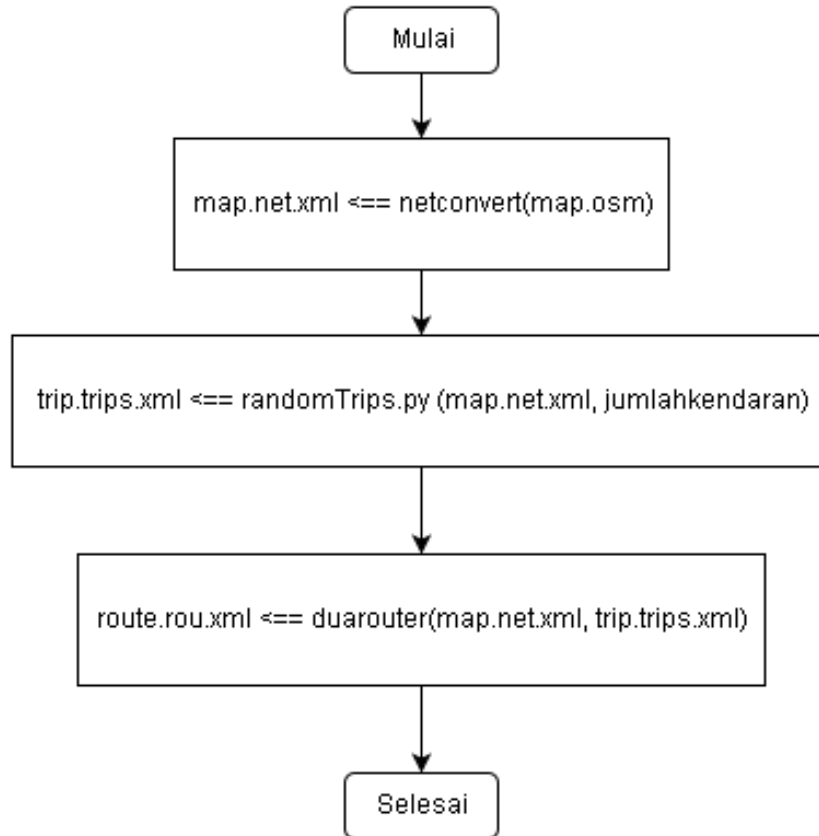 Mulai
map.net.xml <== netconvert(map.osm)
trip.trips.xml <== randomTrips.py (map.net.xml, jumlahkendaran)
route.rou.xml <== duarouter(map.net.xml, trip.trips.xml)
Selesai